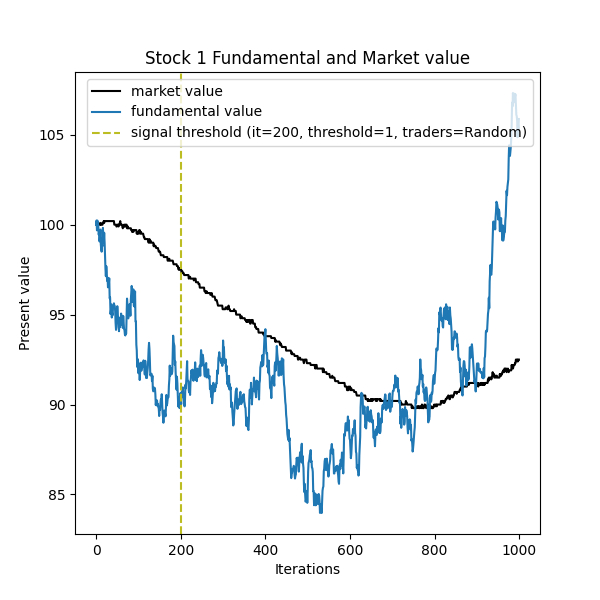 Stock 1 Fundamental and Market value
market value
fundamental value
signal threshold (it=200, threshold=1, traders=Random)
105
100
95
90
85
Present value
0 200 400 600 800 1000
Iterations